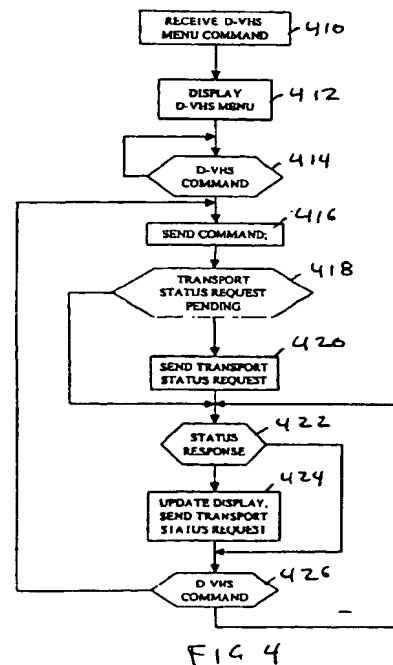 RECEIVE D-VHS
MENU COMMAND
410
DISPLAY
D-VHS MENU
412
D-VHS
COMMAND
414
SEND COMMAND;
416
TRANSPORT
STATUS REQUEST
PENDING
418
SEND TRANSPORT
STATUS REQUEST
420
STATUS
RESPONSE
422
UPDATE DISPLAY,
SEND TRANSPORT
STATUS REQUEST
424
D VHS
COMMAND
426
FIG 4